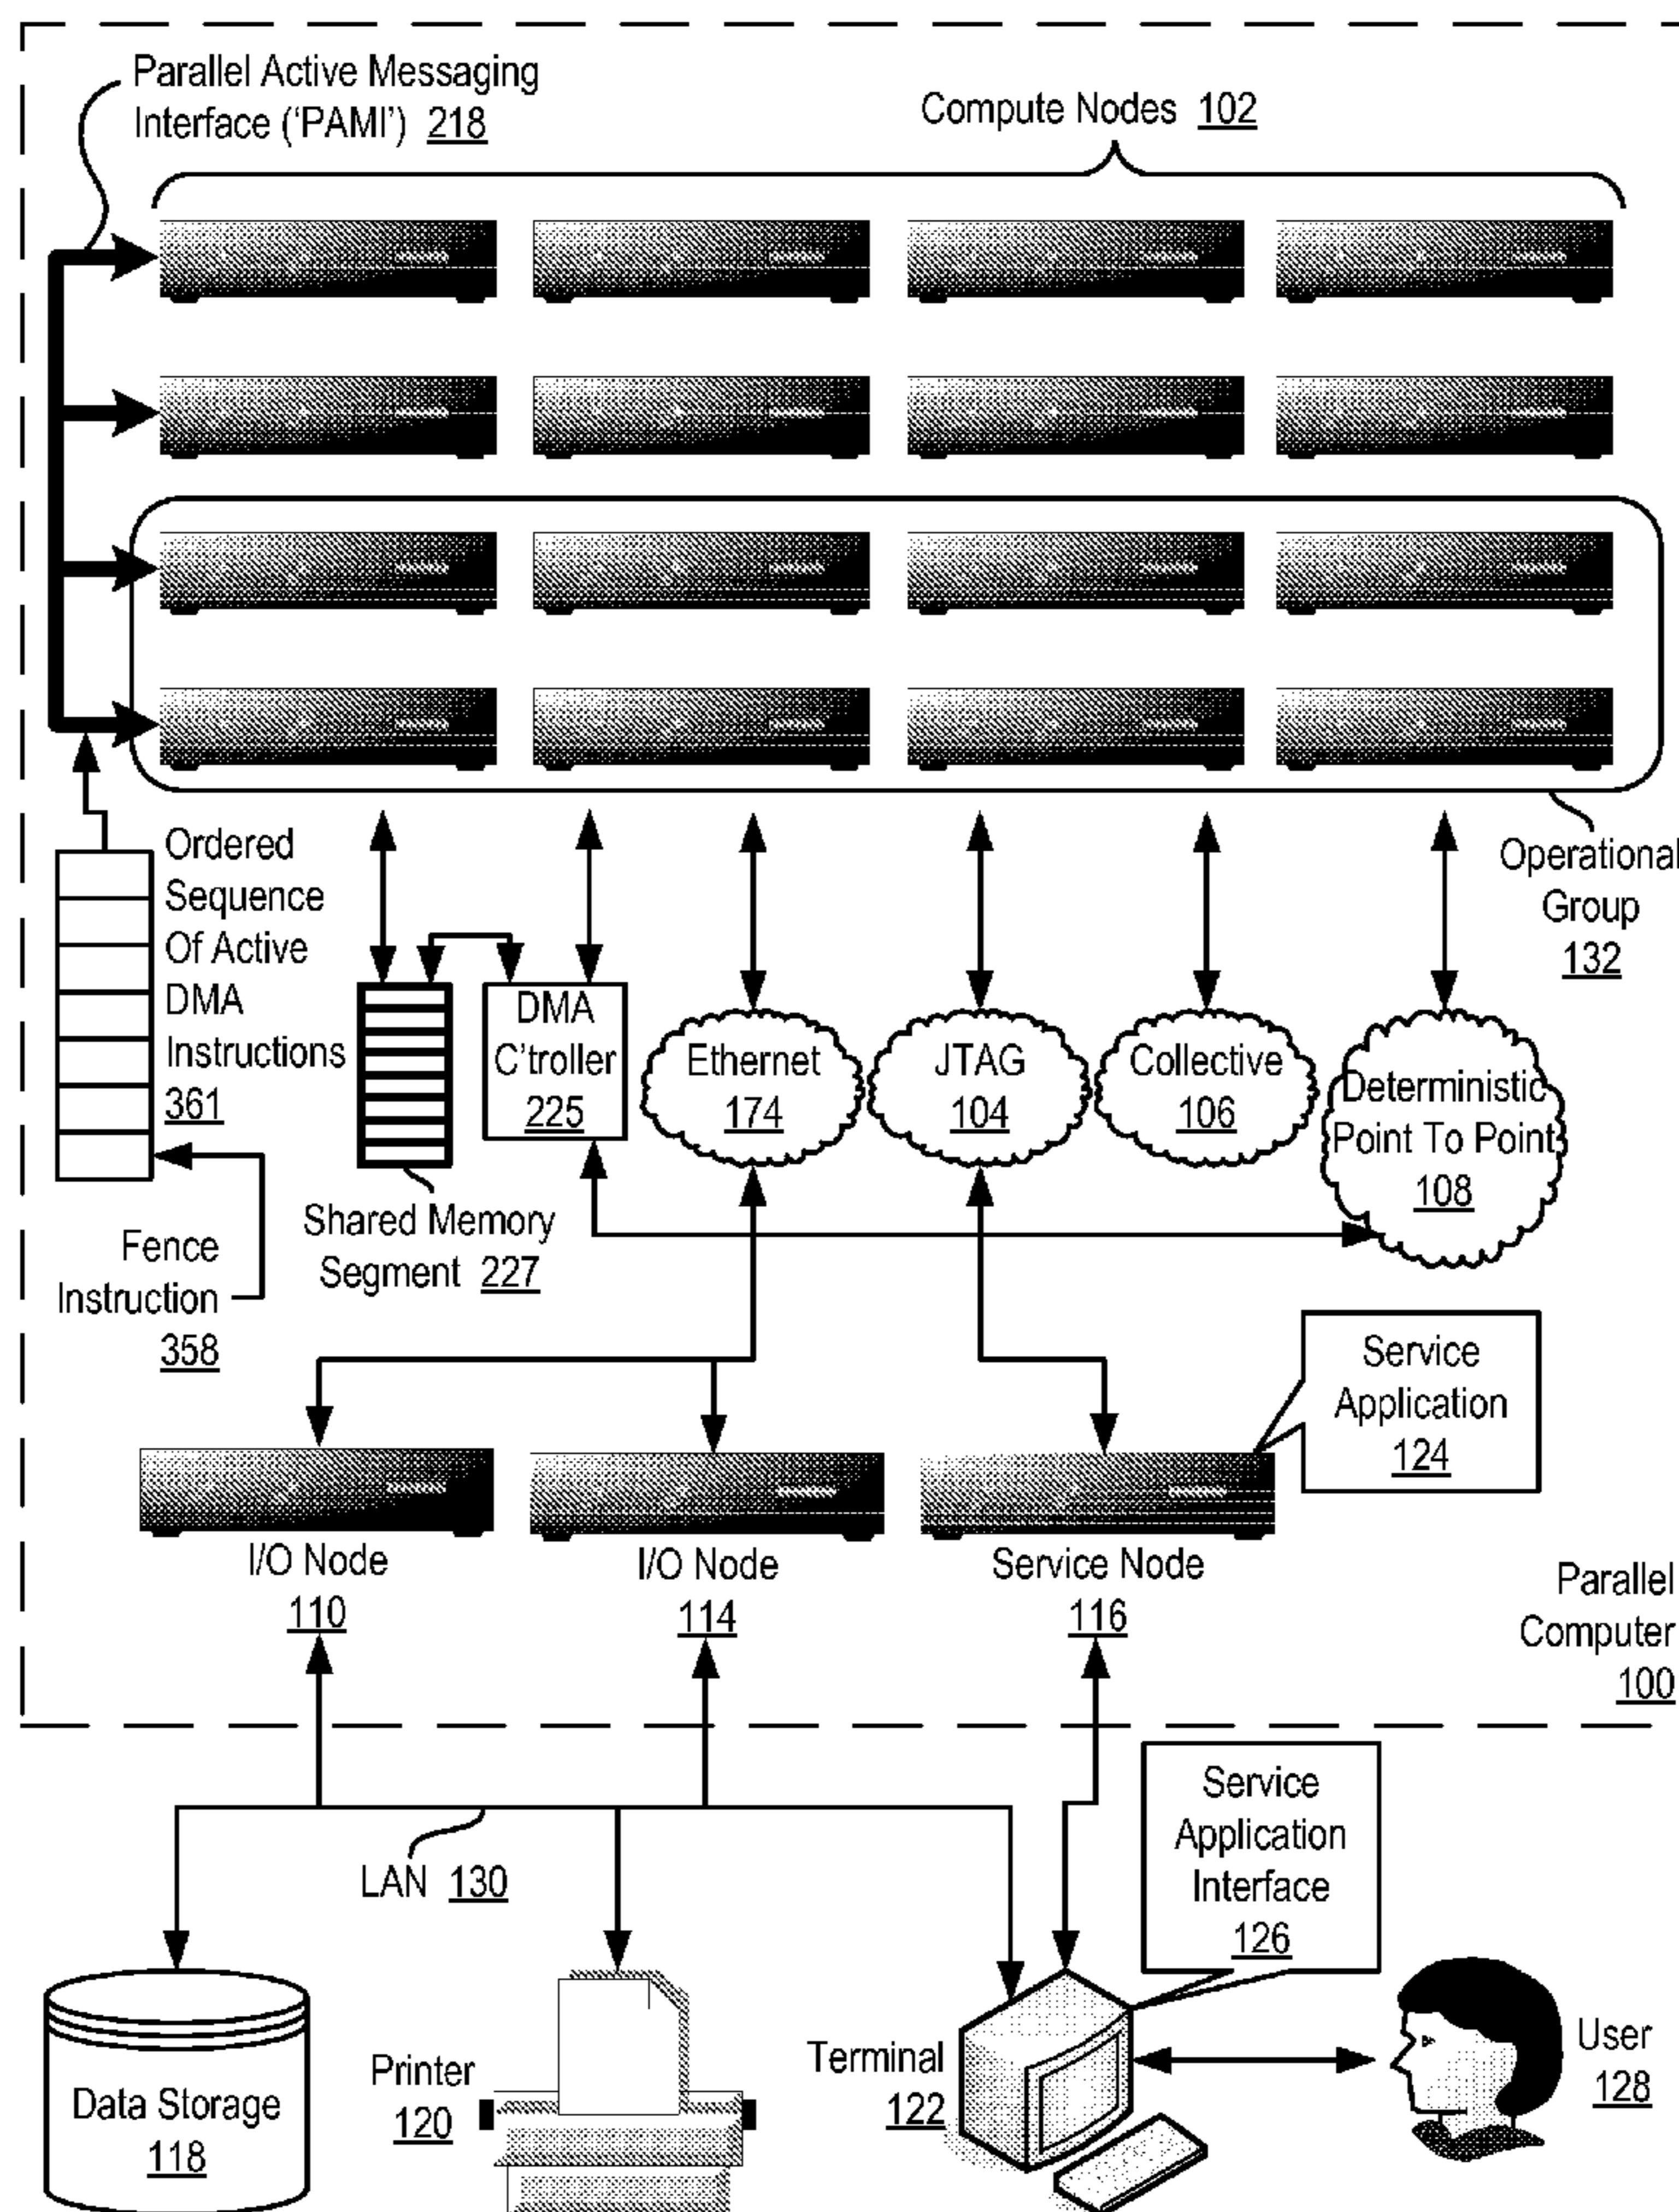 Parallel Active Messaging
Interface (‘PAMI’) 218
Compute Nodes 102
Ordered
Sequence
Of Active
DMA
Instructions
361
Operational
Group
132
DMA
C'troller
225
Ethernet
174
JTAG
104
Collective
106
Deterministic
Point To Point
108
Shared Memory
Segment 227
Fence
Instruction
358
Service
Application
124
I/O Node
110
I/O Node
114
Service Node
116
Parallel
Computer
100
LAN 130
Service
Application
Interface
126
Data Storage
118
Printer
120
Terminal
122
User
128